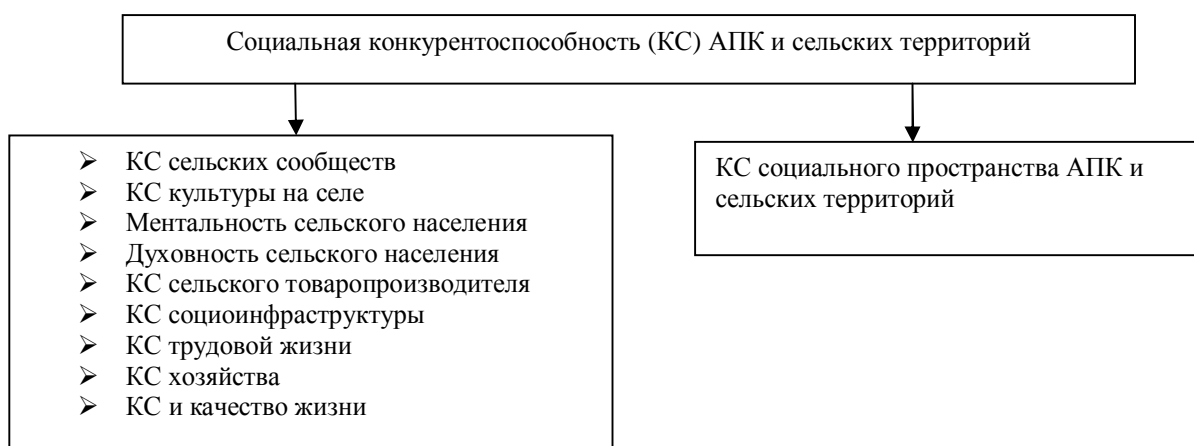 Социальная конкурентоспособность (КС) АПК и сельских территорий
КС сельских сообществ
КС культуры на селе
Ментальность сельского населения
Духовность сельского населения
КС сельского товаропроизводителя
КС социоинфраструктуры
КС трудовой жизни
КС хозяйства
КС и качество жизни
КС социального пространства АПК и
сельских территорий